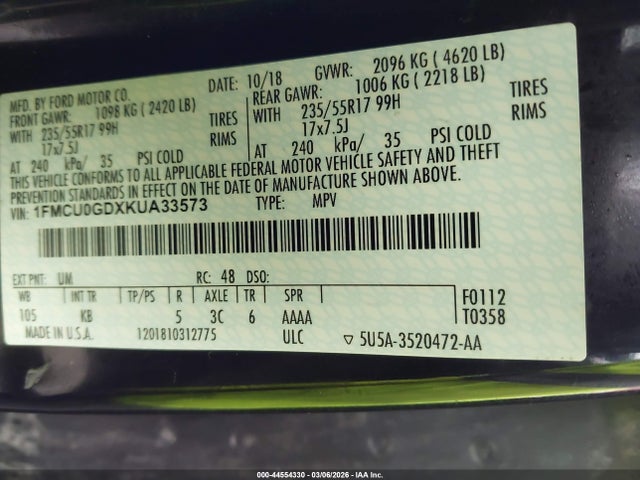 MFD. BY FORD MOTOR CO.
DATE: 10/18 GVWR: 2096 KG ( 4620 LB)
FRONT GAWR: 1098 KG ( 2420 LB)
REAR GAWR: 1006 KG ( 2218 LB)
WITH 235/55R17 99H TIRES
WITH 235/55R17 99H TIRES
17x7.5J RIMS
17x7.5J RIMS
AT 240 kPa/ 35 PSI COLD
AT 240 kPa/ 35 PSI COLD
THIS VEHICLE CONFORMS TO ALL APPLICABLE FEDERAL MOTOR VEHICLE SAFETY AND THEFT
PREVENTION STANDARDS IN EFFECT ON THE DATE OF MANUFACTURE SHOWN ABOVE.
VIN: 1FMCU0GDXKUA33573 TYPE: MPV
EXT PNT: UM RC: 48 DSO:
WB INT TR TP/PS R AXLE TR SPR F0112
105 KB 5 3C 6 AAAA T0358
MADE IN U.S.A. 1201810312775 ULC ▽ 5U5A-3520472-AA
000-44554330 — 03/06/2026 — IAA Inc.